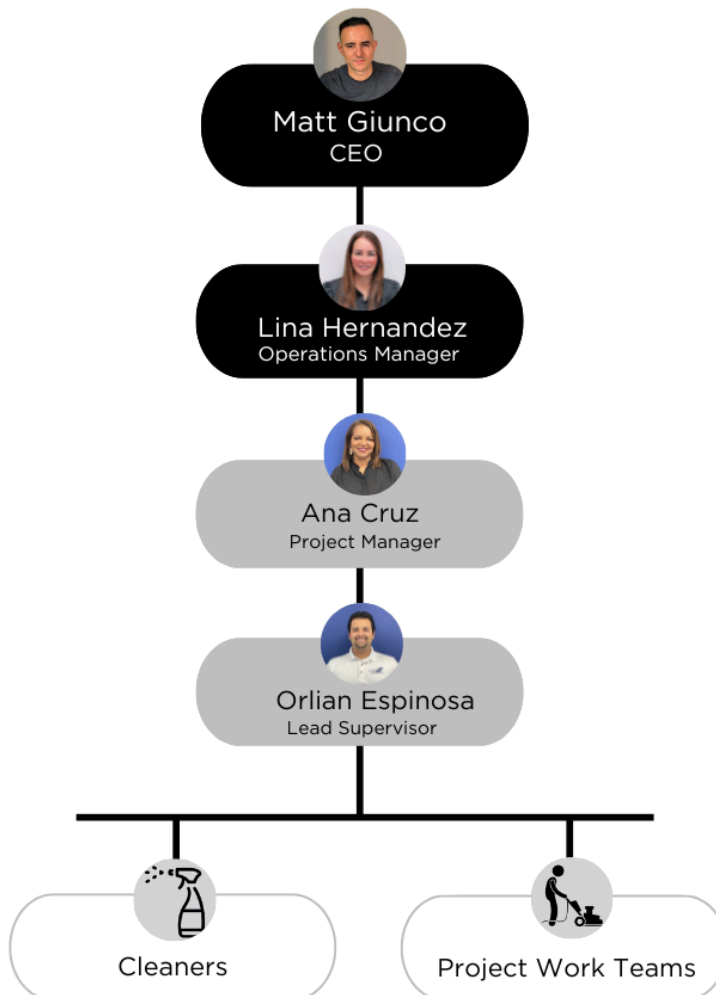 Matt Giunco
CEO
Lina Hernandez
Operations Manager
Ana Cruz
Project Manager
Orlian Espinosa
Lead Supervisor
Cleaners
Project Work Teams